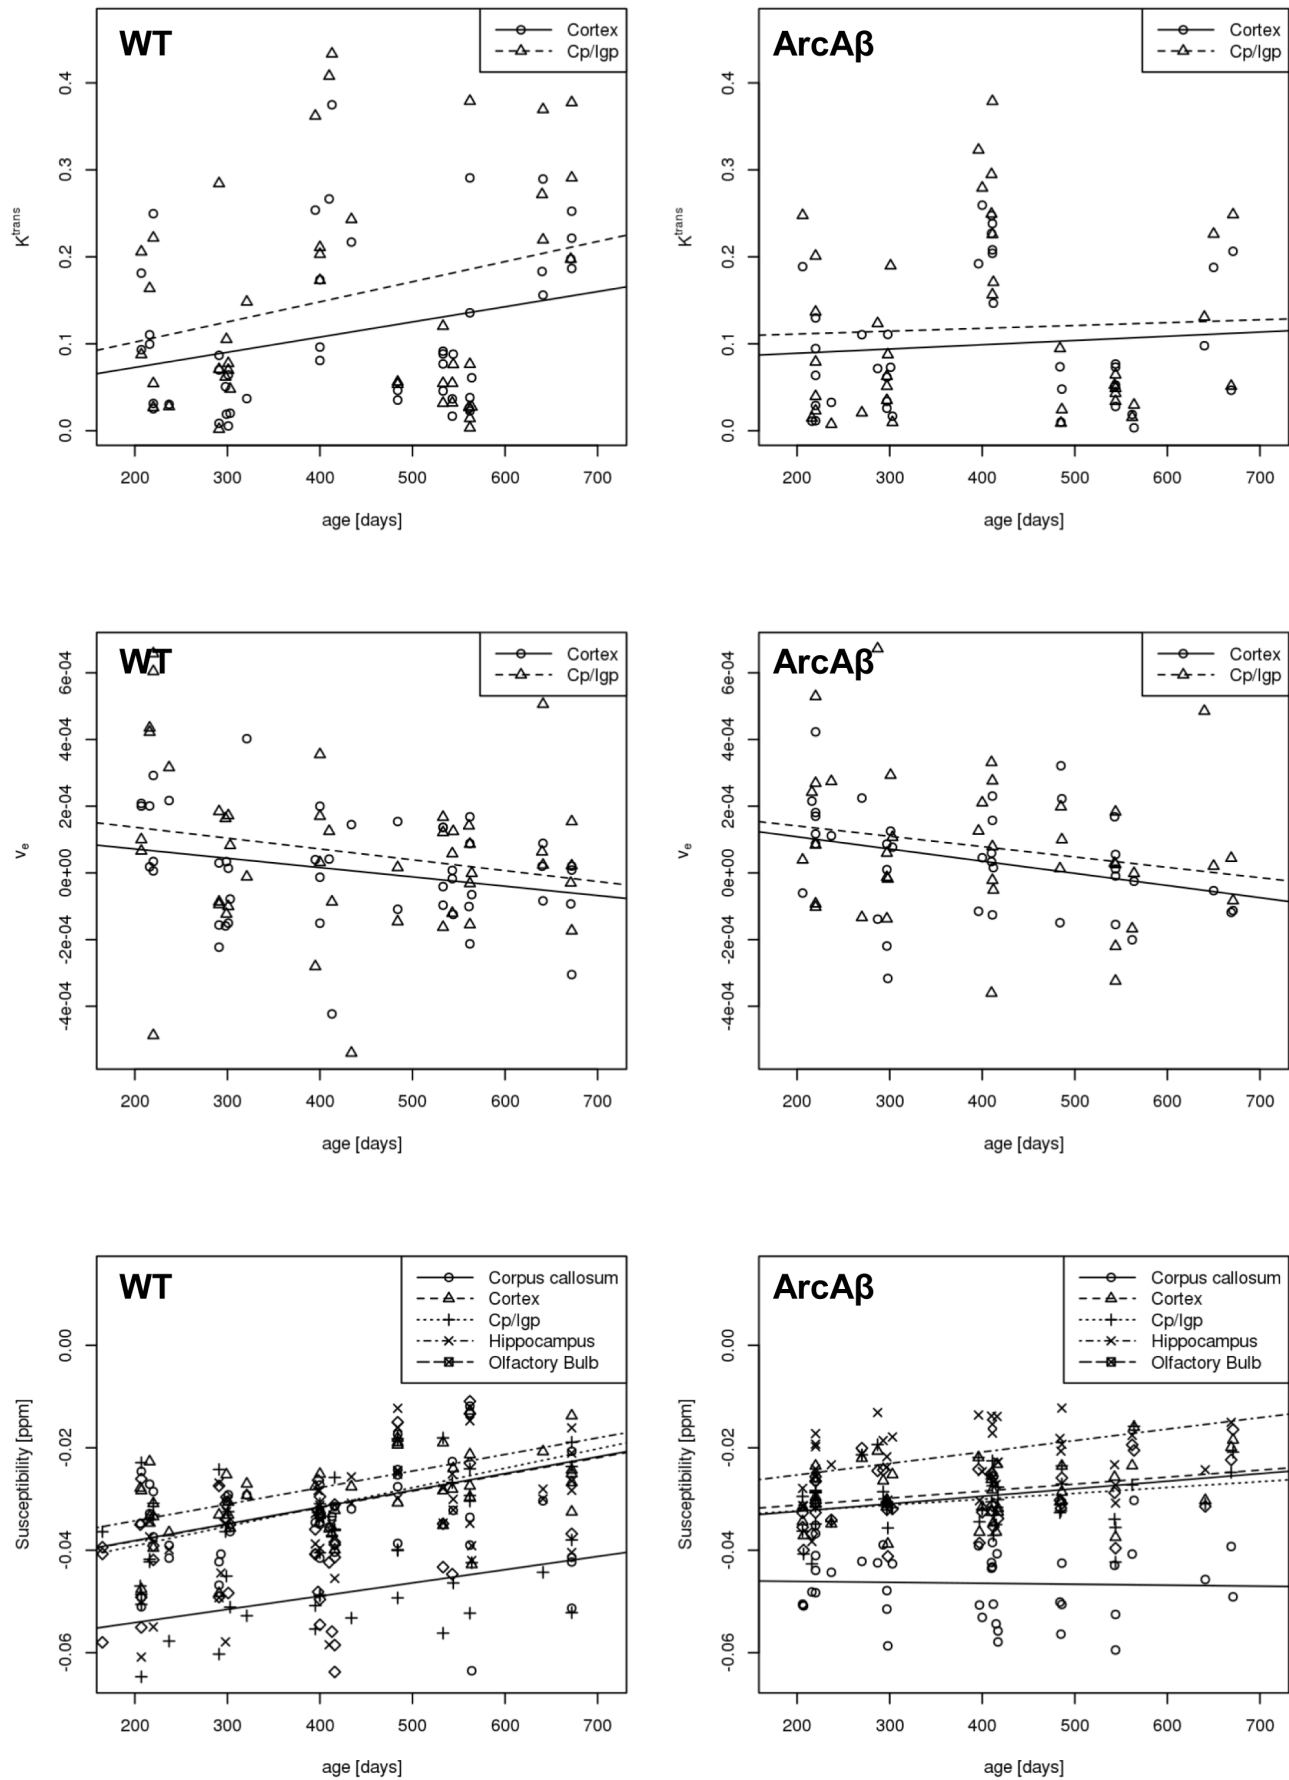 WT
Cortex
Cp/lgp
Ktrans
0.0 0.1 0.2 0.3 0.4
200 300 400 500 600 700
age [days]
ArcAβ
Cortex
Cp/lgp
Ktrans
0.0 0.1 0.2 0.3 0.4
200 300 400 500 600 700
age [days]
WT
Cortex
Cp/lgp
ve
-4e-04 -2e-04 0e+00 2e-04 4e-04 6e-04
200 300 400 500 600 700
age [days]
ArcAβ
Cortex
Cp/lgp
ve
-4e-04 -2e-04 0e+00 2e-04 4e-04 6e-04
200 300 400 500 600 700
age [days]
WT
Corpus callosum
Cortex
Cp/lgp
Hippocampus
Olfactory Bulb
Susceptibility [ppm]
-0.06 -0.04 -0.02 0.00
200 300 400 500 600 700
age [days]
ArcAβ
Corpus callosum
Cortex
Cp/lgp
Hippocampus
Olfactory Bulb
Susceptibility [ppm]
-0.06 -0.04 -0.02 0.00
200 300 400 500 600 700
age [days]